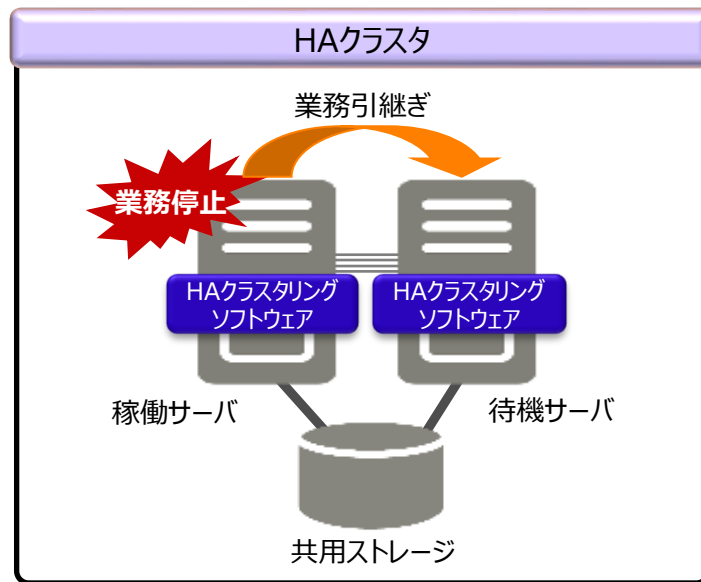 HAクラスタ
業務引継ぎ
業務停止
HAクラスタリング
ソフトウェア
HAクラスタリング
ソフトウェア
稼働サーバ
待機サーバ
共用ストレージ